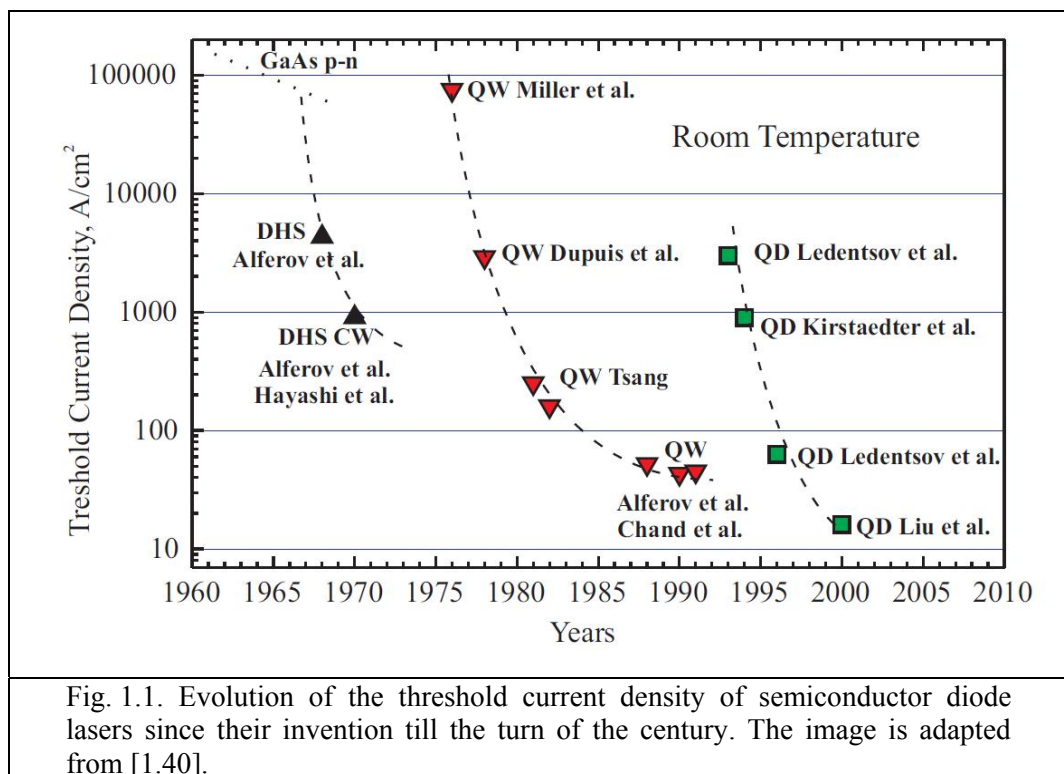 GaAs p-n
100000
QW Miller et al.
Room Temperature
10000
DHS
Alferov et al.
QW Dupuis et al.
QD Ledentsov et al.
1000
DHS CW
QD Kirstaedter et al.
Alferov et al.
Hayashi et al.
QW Tsang
100
QW
QD Ledentsov et al.
Alferov et al.
Chand et al.
QD Liu et al.
10
Treshold Current Density, A/cm²
1960 1965 1970 1975 1980 1985 1990 1995 2000 2005 2010
Years
Fig. 1.1. Evolution of the threshold current density of semiconductor diode
lasers since their invention till the turn of the century. The image is adapted
from [1.40].